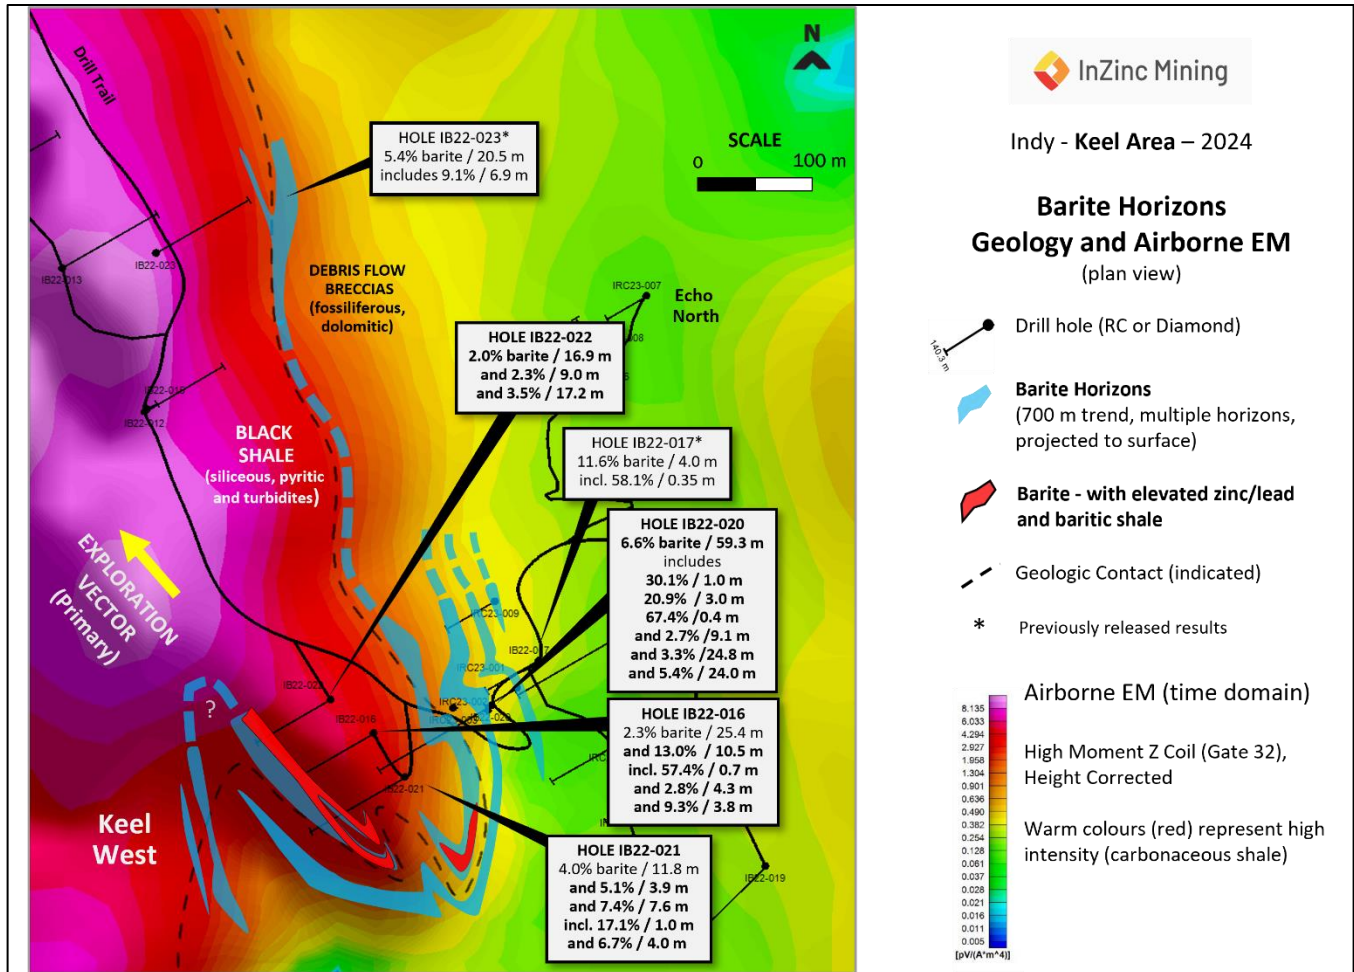 Drill Trail
N
SCALE
0 100 m
HOLE IB22-023*
5.4% barite / 20.5 m
includes 9.1% / 6.9 m
IB22-013
IB22-023
DEBRIS FLOW
BRECCIAS
(fossiliferous,
dolomitic)
IRC23-007
Echo
North
HOLE IB22-022
2.0% barite / 16.9 m
and 2.3% / 9.0 m
and 3.5% / 17.2 m
IB22-012
BLACK
SHALE
(siliceous, pyritic
and turbidites)
HOLE IB22-017*
11.6% barite / 4.0 m
incl. 58.1% / 0.35 m
HOLE IB22-020
6.6% barite / 59.3 m
includes
30.1% / 1.0 m
20.9% / 3.0 m
67.4% /0.4 m
and 2.7% /9.1 m
and 3.3% /24.8 m
and 5.4% / 24.0 m
EXPLORATION
VECTOR
(Primary)
IRC23-009
IB22-017
IRC23-001
IB22-022
IB22-016
IB22-020
IB22-021
?
HOLE IB22-016
2.3% barite / 25.4 m
and 13.0% / 10.5 m
incl. 57.4% / 0.7 m
and 2.8% / 4.3 m
and 9.3% / 3.8 m
Keel
West
HOLE IB22-021
4.0% barite / 11.8 m
and 5.1% / 3.9 m
and 7.4% / 7.6 m
incl. 17.1% / 1.0 m
and 6.7% / 4.0 m
IB22-019
InZinc Mining
Indy - Keel Area – 2024
Barite Horizons
Geology and Airborne EM
(plan view)
140.3 m
Drill hole (RC or Diamond)
Barite Horizons
(700 m trend, multiple horizons,
projected to surface)
Barite - with elevated zinc/lead
and baritic shale
Geologic Contact (indicated)
* Previously released results
Airborne EM (time domain)
High Moment Z Coil (Gate 32),
Height Corrected
Warm colours (red) represent high
intensity (carbonaceous shale)
8.135
6.033
4.294
2.927
1.958
1.304
0.901
0.636
0.490
0.382
0.254
0.128
0.061
0.037
0.028
0.021
0.016
0.011
0.005
[pV/(A*m^4)]